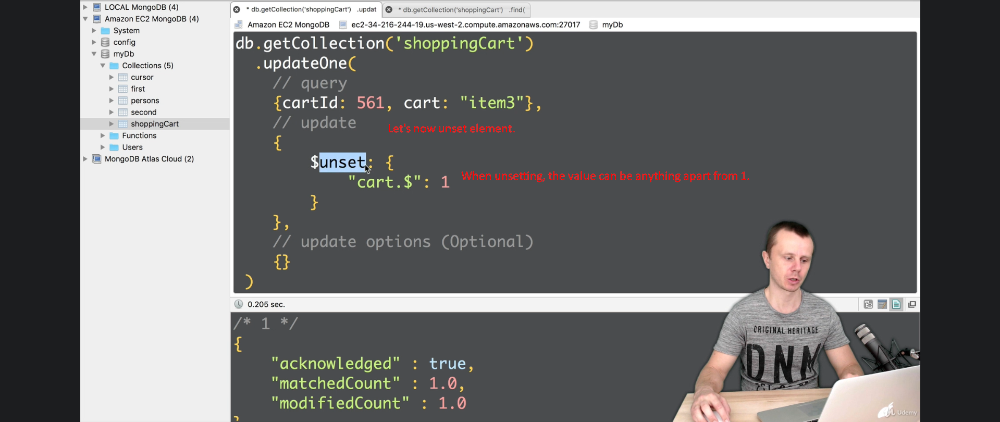 LOCAL MongoDB (4)
Amazon EC2 MongoDB (4)
System
config
myDb
Collections (5)
cursor
first
persons
second
shoppingCart
Functions
Users
MongoDB Atlas Cloud (2)
* db.getCollection('shoppingCart') .updat
* db.getCollection('shoppingCart') .find(
Amazon EC2 MongoDB ec2-34-216-244-19.us-west-2.compute.amazonaws.com:27017 myDb
db.getCollection('shoppingCart')
.updateOne(
// query
{cartId: 561, cart: "item3"},
// update
Let's now unset element.
{
$unset: {
"cart.$": 1
When unsetting, the value can be anything apart from 1.
}
},
// update options (Optional)
{}
)
0.205 sec.
/* 1 */
{
"acknowledged" : true,
"matchedCount" : 1.0,
"modifiedCount" : 1.0
}
ORIGINAL HERITAGE
DNM
Udemy